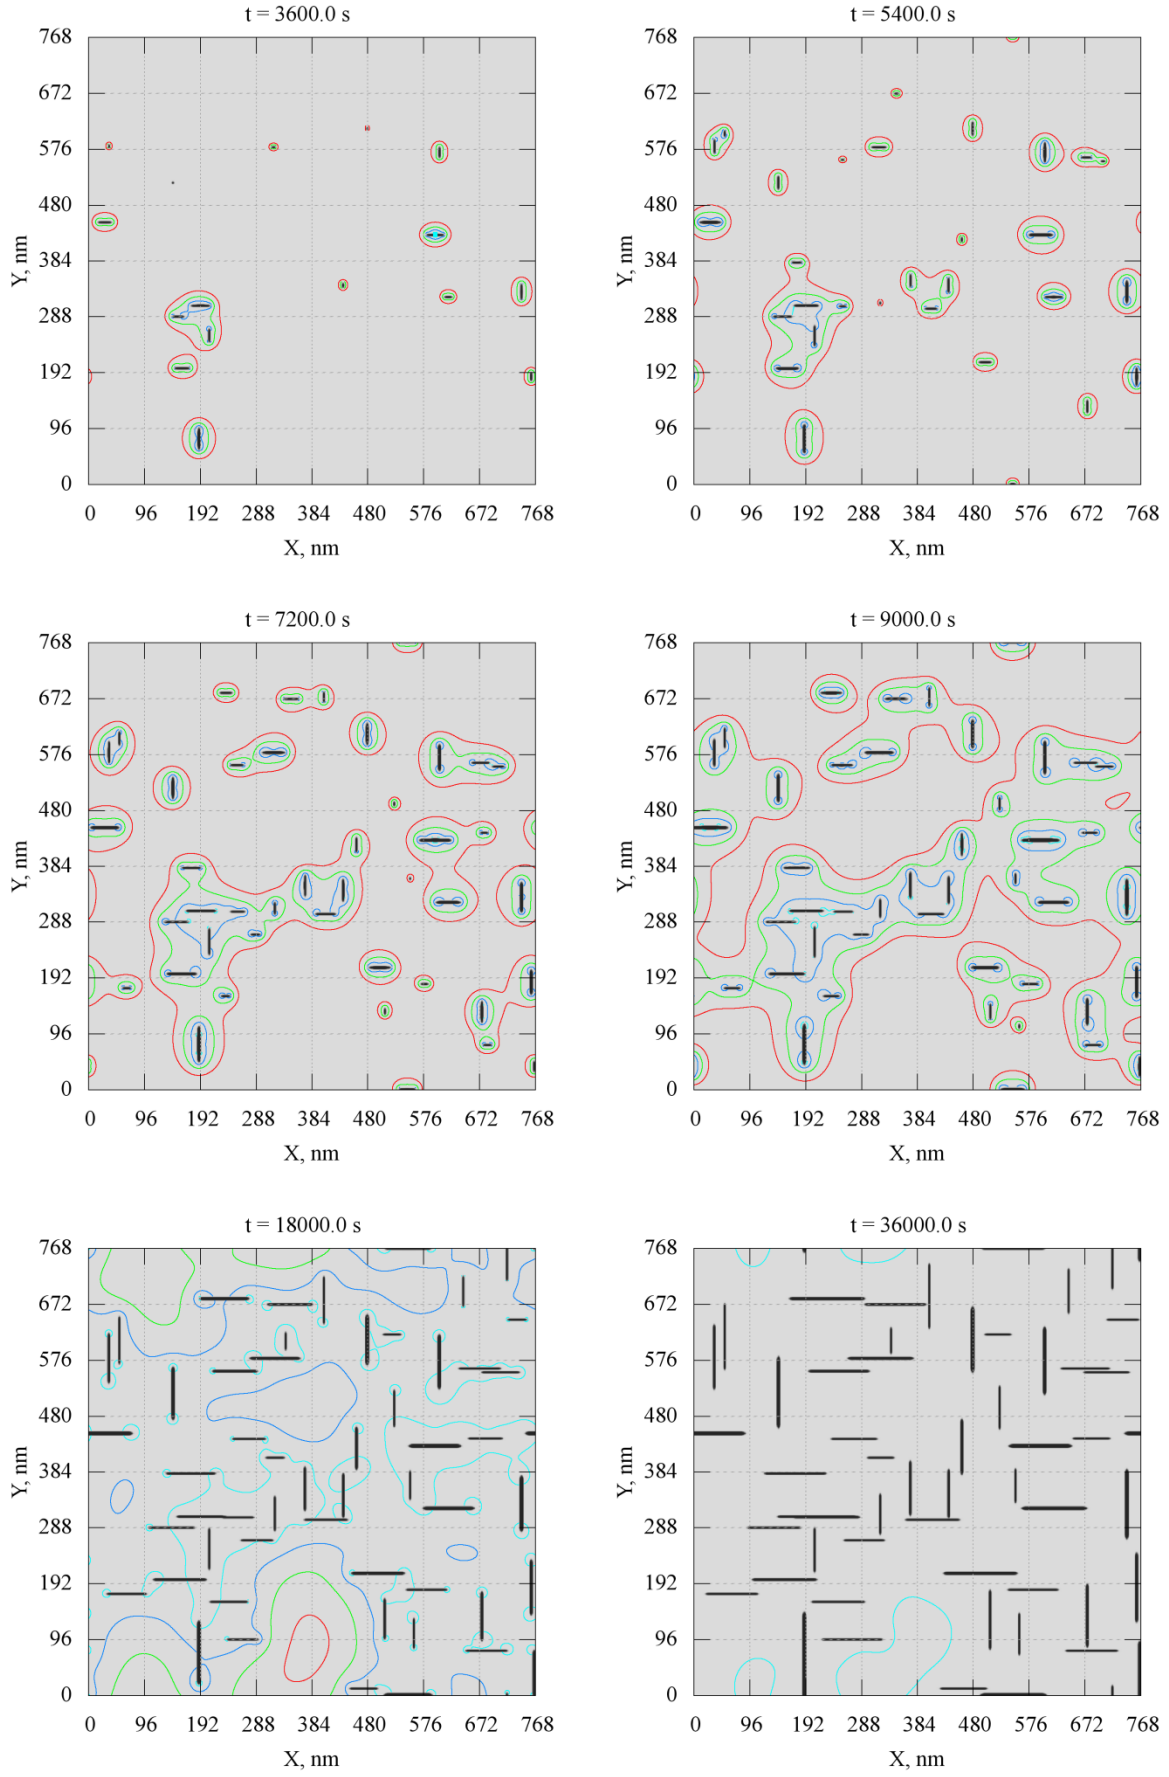 t = 3600.0 s
768
672
576
480
384
288
192
96
0
Y, nm
0 96 192 288 384 480 576 672 768
X, nm
t = 5400.0 s
768
672
576
480
384
288
192
96
0
Y, nm
0 96 192 288 384 480 576 672 768
X, nm
t = 7200.0 s
768
672
576
480
384
288
192
96
0
Y, nm
0 96 192 288 384 480 576 672 768
X, nm
t = 9000.0 s
768
672
576
480
384
288
192
96
0
Y, nm
0 96 192 288 384 480 576 672 768
X, nm
t = 18000.0 s
768
672
576
480
384
288
192
96
0
Y, nm
0 96 192 288 384 480 576 672 768
X, nm
t = 36000.0 s
768
672
576
480
384
288
192
96
0
Y, nm
0 96 192 288 384 480 576 672 768
X, nm